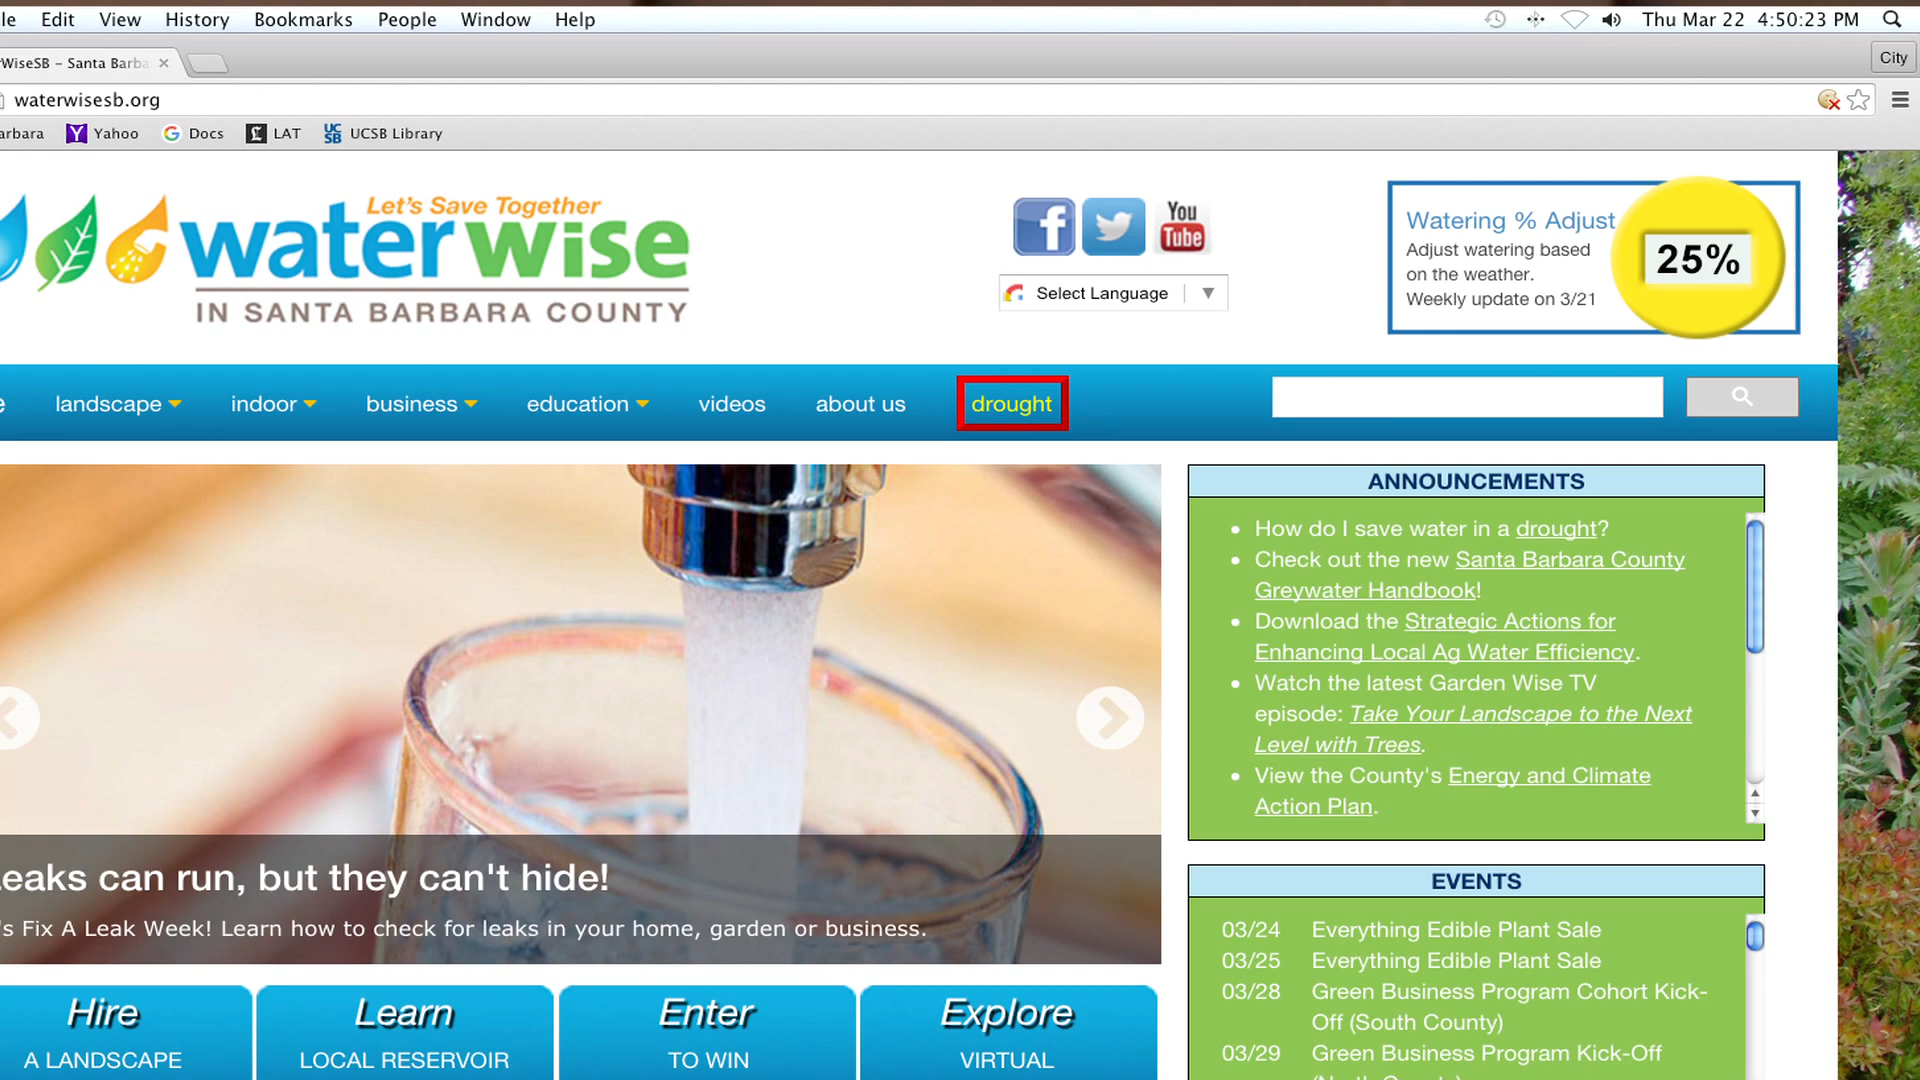 le Edit View History Bookmarks People Window Help Thu Mar 22 4:50:23 PM
rWiseSB – Santa Barba City
waterwisesb.org
arbara Yahoo Docs LAT UCSB Library
Let's Save Together
water wise
IN SANTA BARBARA COUNTY
You
Tube
Select Language
Watering % Adjust
Adjust watering based
on the weather.
Weekly update on 3/21
25%
e landscape indoor business education videos about us drought
ANNOUNCEMENTS
• How do I save water in a drought?
• Check out the new Santa Barbara County
Greywater Handbook!
• Download the Strategic Actions for
Enhancing Local Ag Water Efficiency.
• Watch the latest Garden Wise TV
episode: Take Your Landscape to the Next
Level with Trees.
• View the County's Energy and Climate
Action Plan.
eaks can run, but they can't hide!
's Fix A Leak Week! Learn how to check for leaks in your home, garden or business.
EVENTS
03/24 Everything Edible Plant Sale
03/25 Everything Edible Plant Sale
03/28 Green Business Program Cohort Kick-
Off (South County)
03/29 Green Business Program Kick-Off
(North County)
Hire
A LANDSCAPE
Learn
LOCAL RESERVOIR
Enter
TO WIN
Explore
VIRTUAL